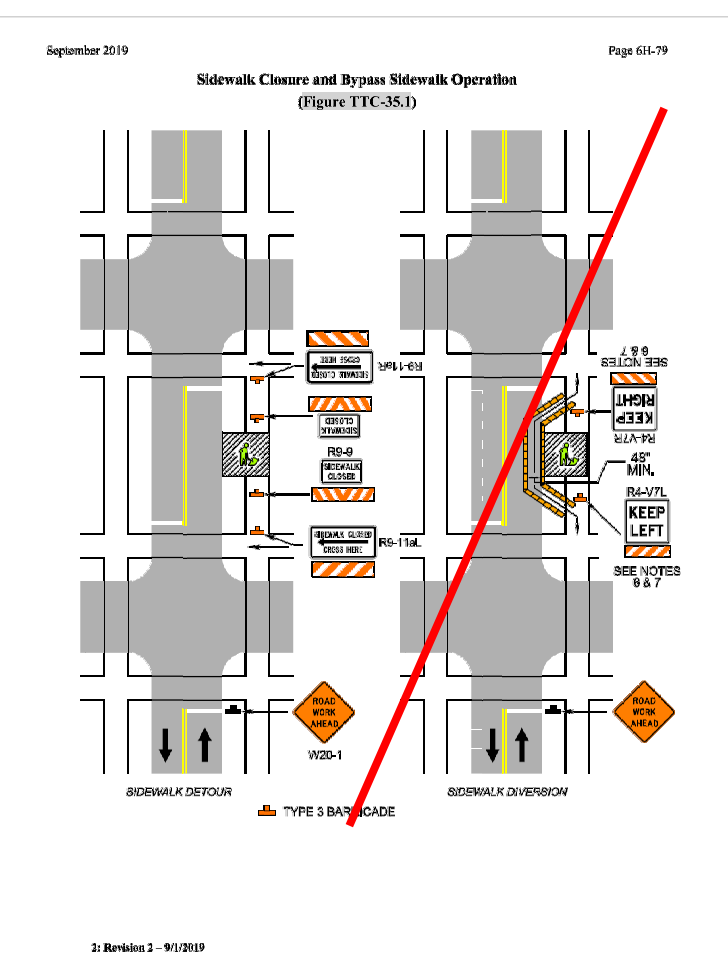 September 2019
Page 6H-79
Sidewalk Closure and Bypass Sidewalk Operation
(Figure TTC-35.1)
SIDEWALK CLOSED
CROSS HERE
R9-11aR
SIDEWALK
CLOSED
R9-9
SIDEWALK
CLOSED
SIDEWALK CLOSED
CROSS HERE
R9-11aL
ROAD
WORK
AHEAD
W20-1
SIDEWALK DETOUR
SEE NOTES
6 & 7
KEEP
RIGHT
R4-V7R
48"
MIN.
R4-V7L
KEEP
LEFT
SEE NOTES
6 & 7
ROAD
WORK
AHEAD
SIDEWALK DIVERSION
TYPE 3 BARRICADE
2: Revision 2 – 9/1/2019